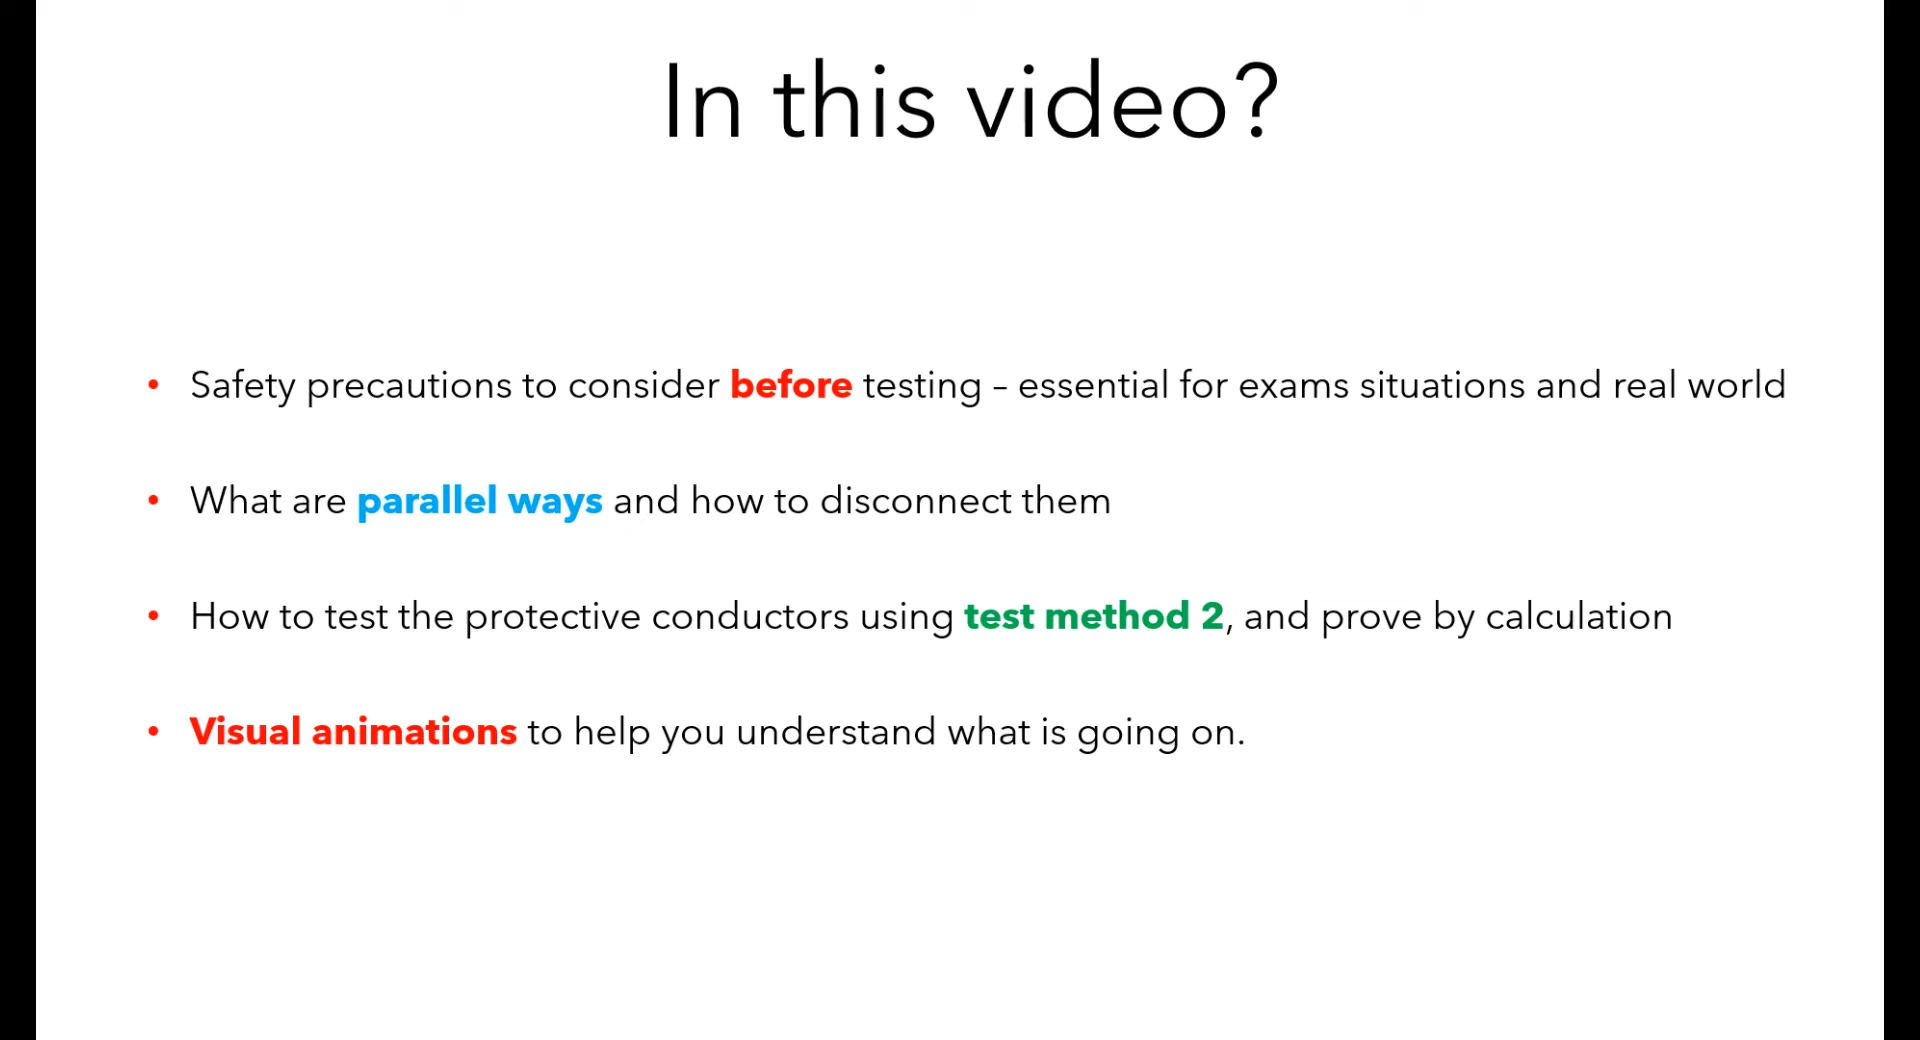 In this video?
• Safety precautions to consider before testing – essential for exams situations and real world
• What are parallel ways and how to disconnect them
• How to test the protective conductors using test method 2, and prove by calculation
• Visual animations to help you understand what is going on.